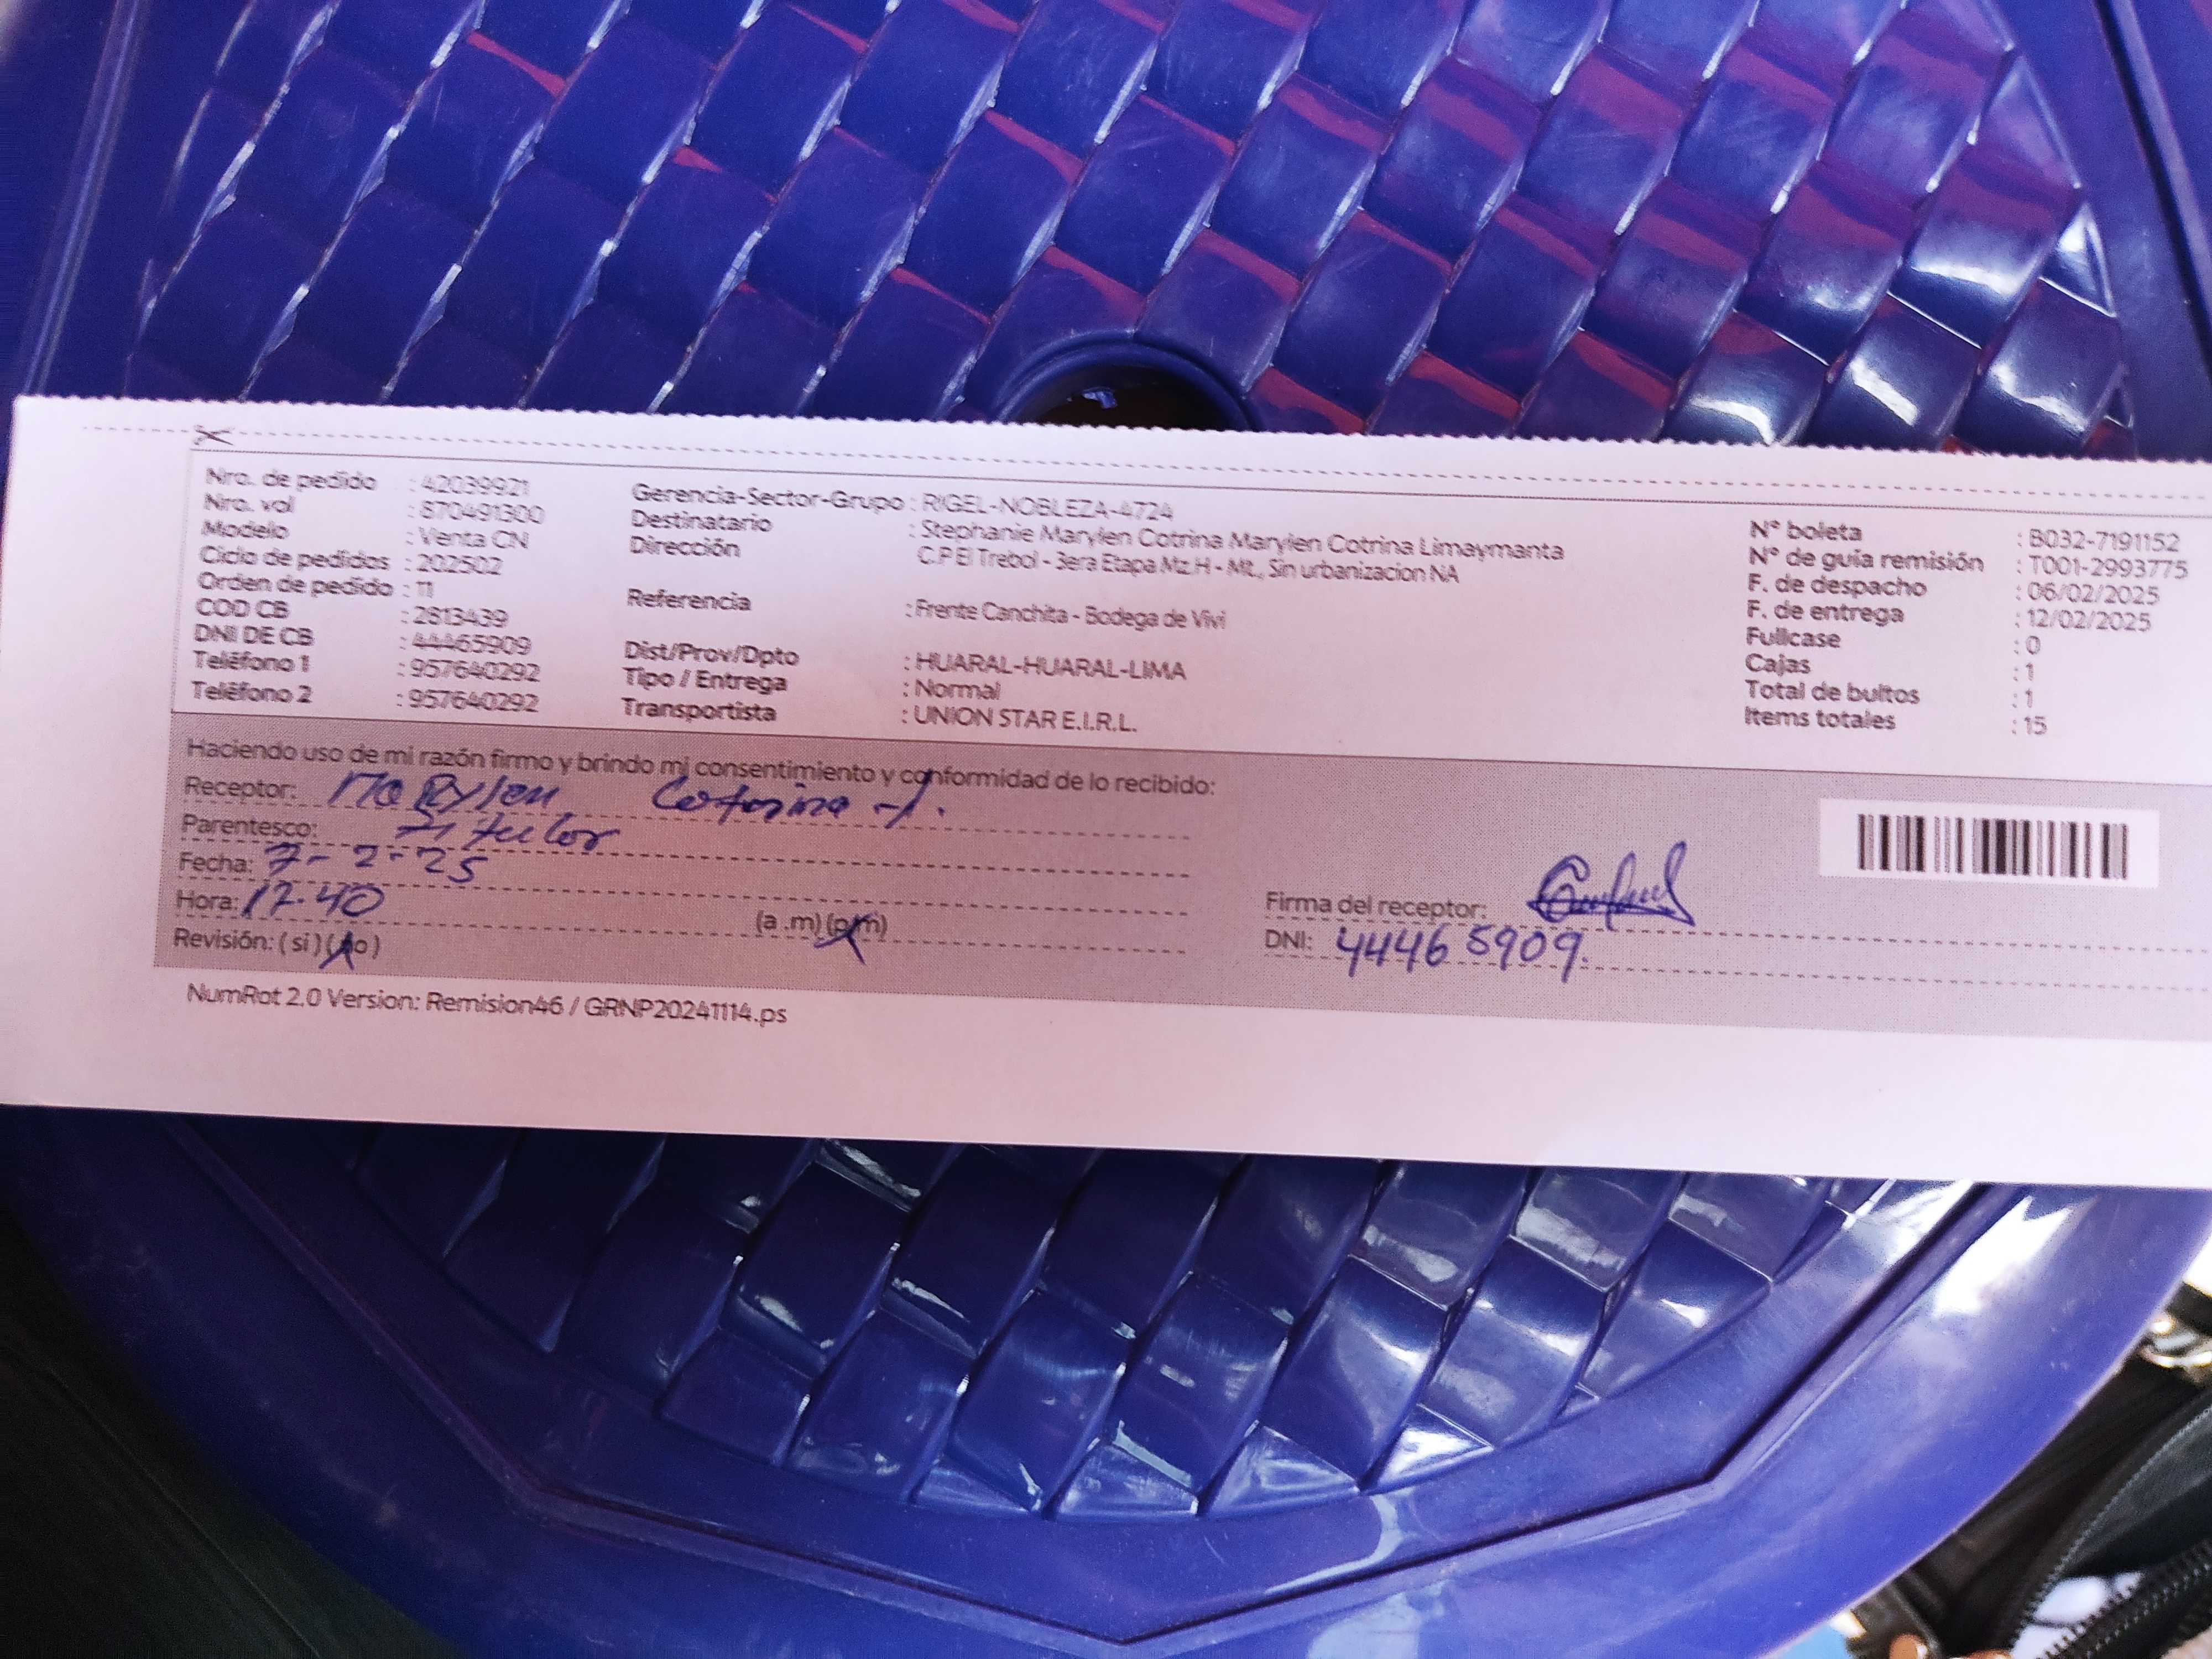 Nro. de pedido : 42039921
Nro. vol : 870491300
Modelo : Venta CN
Ciclo de pedidos : 202502
Orden de pedido : 11
COD CB : 2813439
DNI DE CB : 44465909
Teléfono 1 : 957640292
Teléfono 2 : 957640292
Gerencia-Sector-Grupo : RIGEL-NOBLEZA-4724
Destinatario : Stephanie Marylen Cotrina Marylen Cotrina Limaymanta
Dirección C.P El Trebol - 3era Etapa Mz.H - Mt., Sin urbanizacion NA
Referencia : Frente Canchita - Bodega de Vivi
Dist/Prov/Dpto : HUARAL-HUARAL-LIMA
Tipo / Entrega : Normal
Transportista : UNION STAR E.I.R.L.
N° boleta : B032-7191152
N° de guía remisión : T001-2993775
F. de despacho : 06/02/2025
F. de entrega : 12/02/2025
Fullcase : 0
Cajas : 1
Total de bultos : 1
Items totales : 15
Haciendo uso de mi razón firmo y brindo mi consentimiento y conformidad de lo recibido:
Receptor: Marylen Cotrina L.
Parentesco: Titular
Fecha: 7-2-25
Hora: 12.40 (a .m) (p.m)
Revisión: ( si ) ( no )
Firma del receptor:
DNI: 44465909.
NumRot 2.0 Version: Remision46 / GRNP20241114.ps